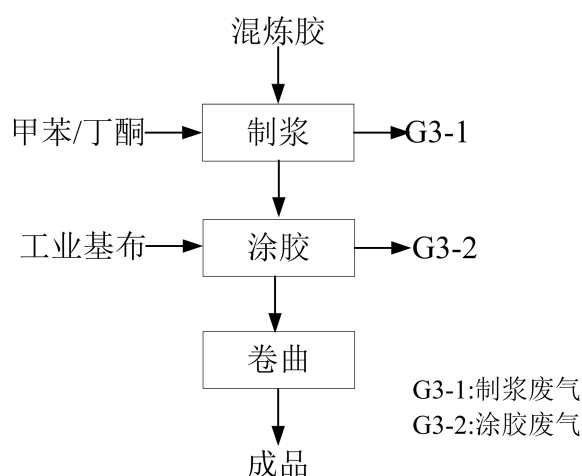 混炼胶
甲苯/丁酮
制浆
G3-1
工业基布
涂胶
G3-2
卷曲
G3-1:制浆废气
G3-2:涂胶废气
成品